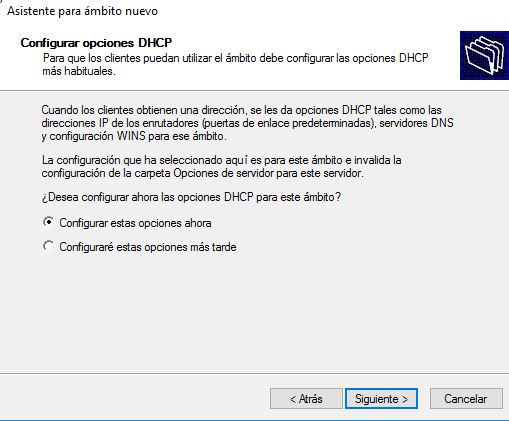 Asistente para ámbito nuevo
Configurar opciones DHCP
Para que los clientes puedan utilizar el ámbito debe configurar las opciones DHCP
más habituales.
Cuando los clientes obtienen una dirección, se les da opciones DHCP tales como las
direcciones IP de los enrutadores (puertas de enlace predeterminadas), servidores DNS
y configuración WINS para ese ámbito.
La configuración que ha seleccionado aquí es para este ámbito e invalida la
configuración de la carpeta Opciones de servidor para este servidor.
¿Desea configurar ahora las opciones DHCP para este ámbito?
Configurar estas opciones ahora
Configuraré estas opciones más tarde
< Atrás
Siguiente >
Cancelar